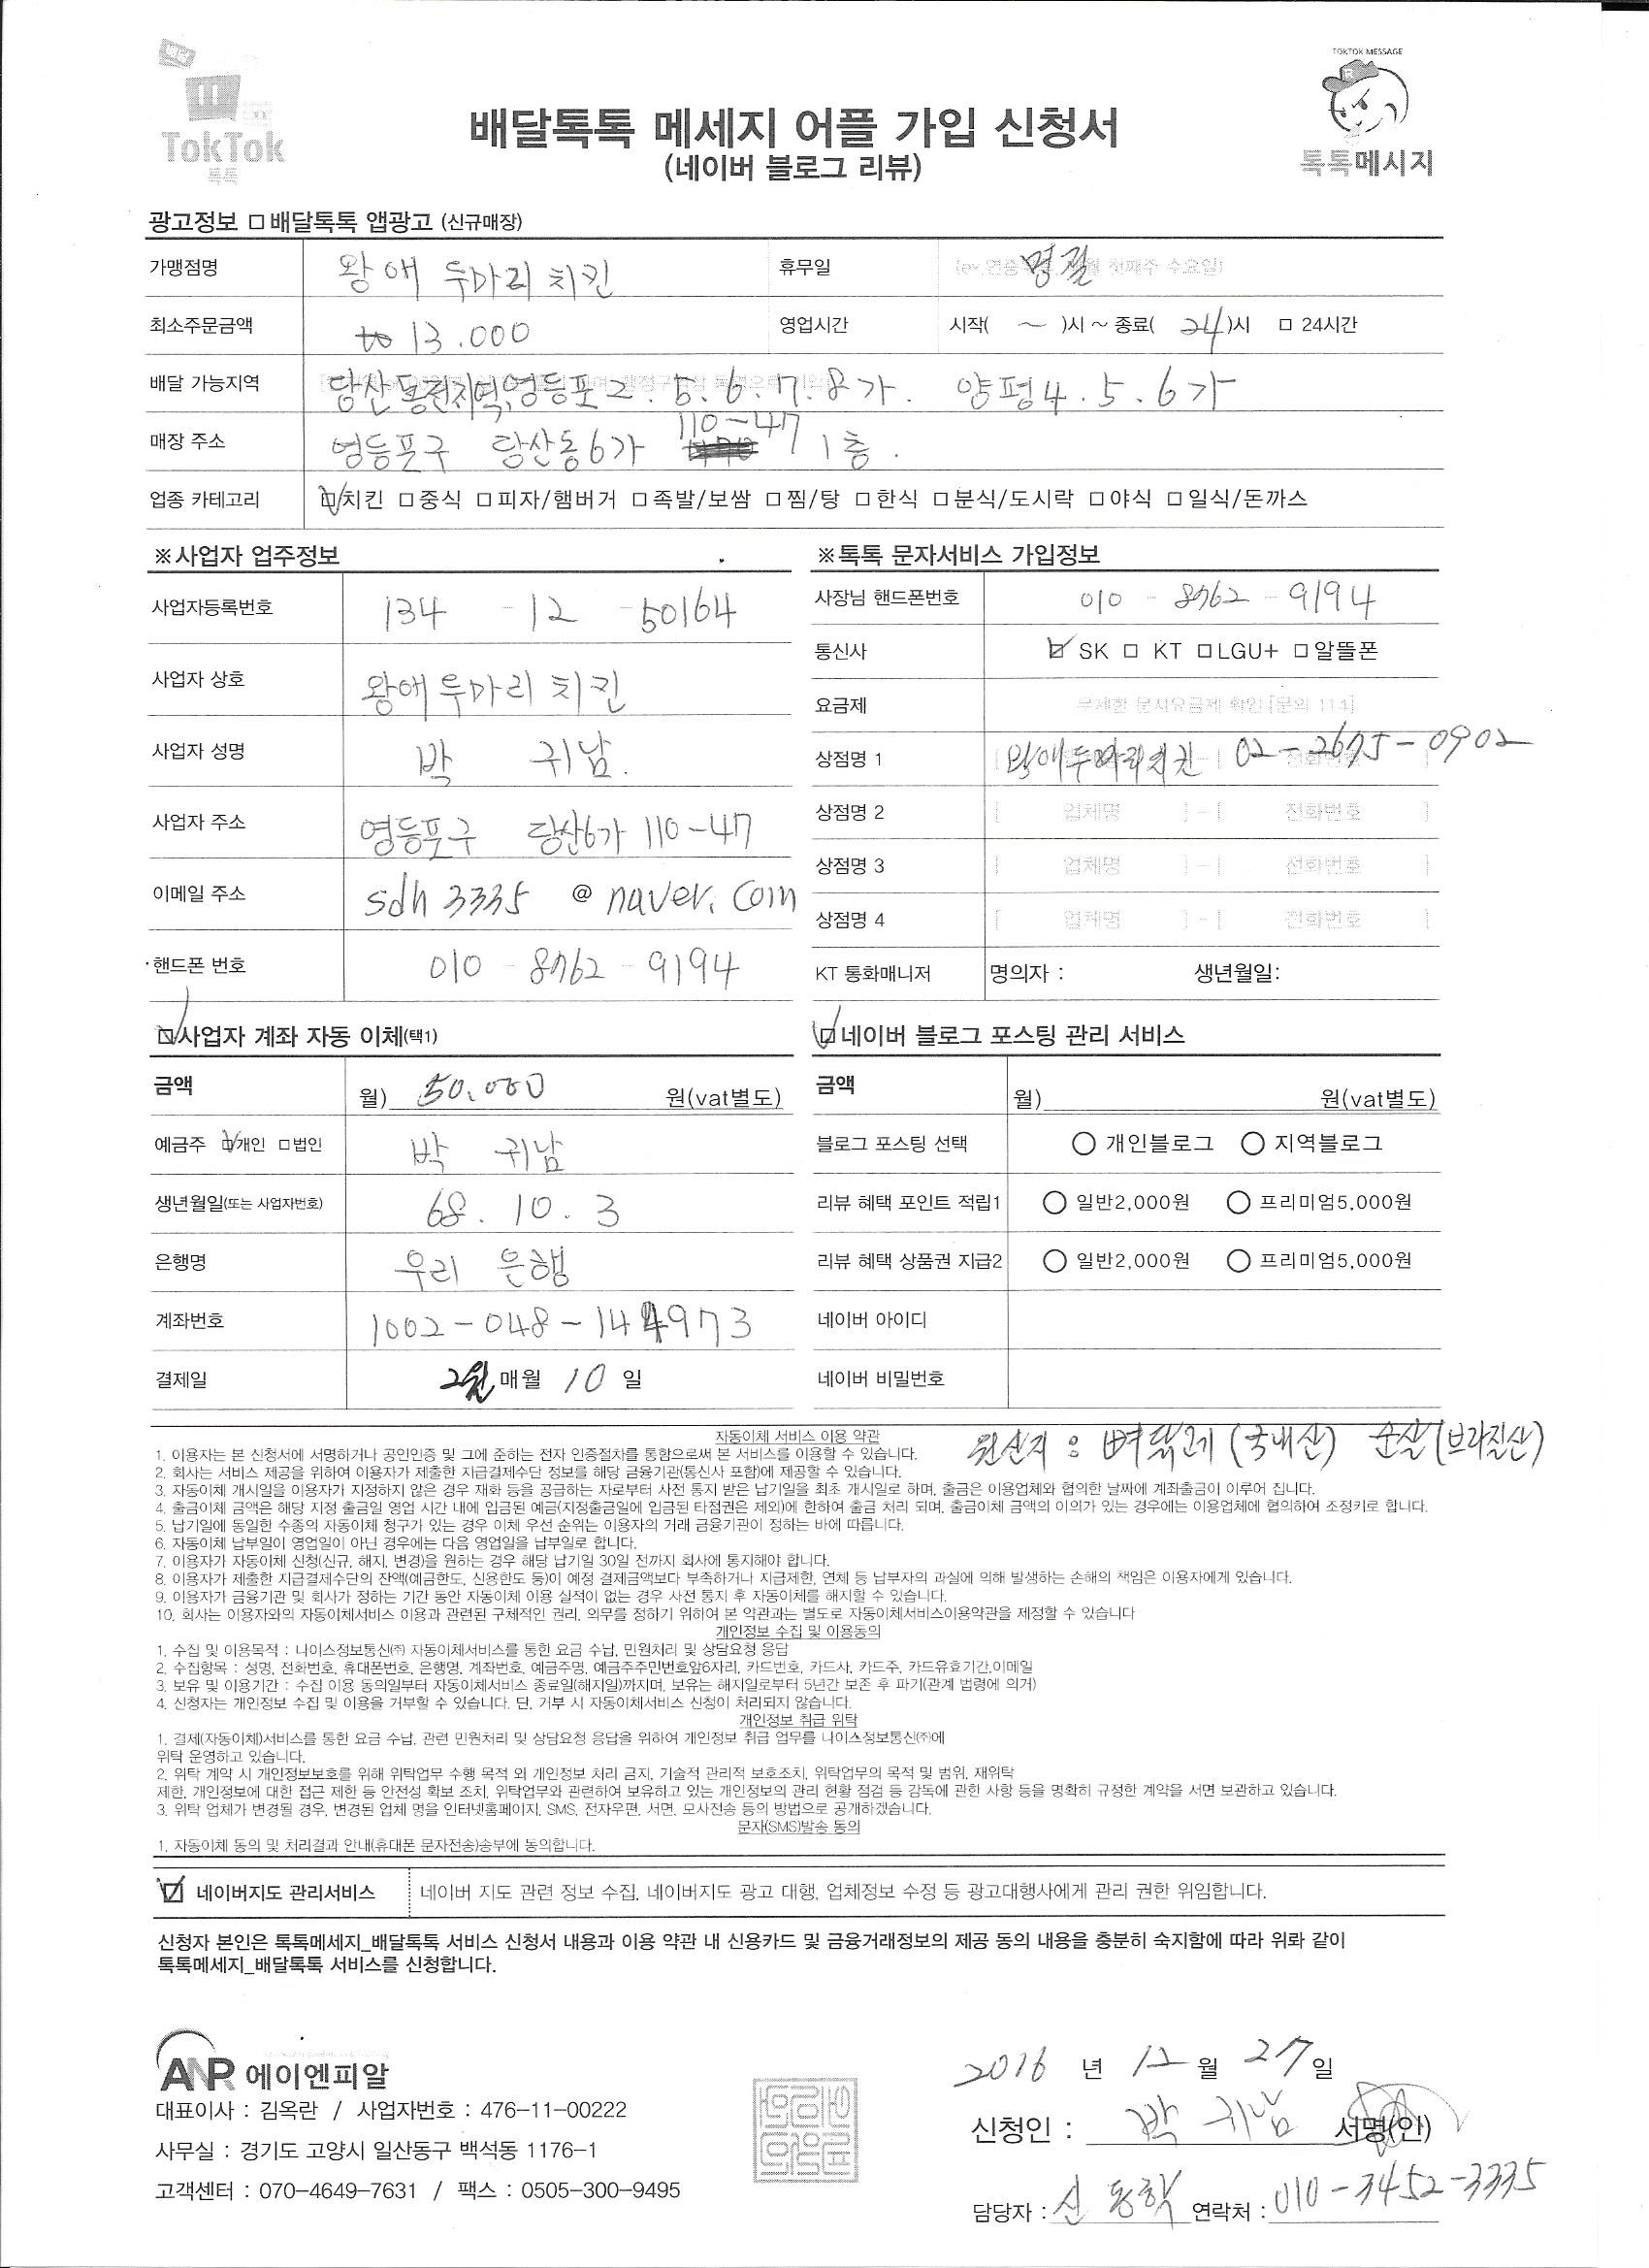 배달
TokTok
톡톡
TOKTOK MESSAGE
톡톡메시지
배달톡톡 메세지 어플 가입 신청서
(네이버 블로그 리뷰)
광고정보 □ 배달톡톡 앱광고 (신규매장)
가맹점명 왕애 두마리 치킨 휴무일 명절
최소주문금액 13.000 영업시간 시작( ~ )시 ~ 종료( 24 )시 □ 24시간
배달 가능지역 당산동전지역, 영등포 2. 5. 6. 7. 8가. 양평 4. 5. 6가
매장 주소 영등포구 당산동6가 110-47 1층.
업종 카테고리 ☑치킨 □중식 □피자/햄버거 □족발/보쌈 □찜/탕 □한식 □분식/도시락 □야식 □일식/돈까스
※사업자 업주정보
사업자등록번호 134 - 12 - 50164
사업자 상호 왕애두마리 치킨
사업자 성명 박 귀남.
사업자 주소 영등포구 당산6가 110-47
이메일 주소 sdh 3335 @ naver. com
핸드폰 번호 010 - 8762 - 9194
※톡톡 문자서비스 가입정보
사장님 핸드폰번호 010 - 8762 - 9194
통신사 ☑ SK □ KT □LGU+ □알뜰폰
요금제 무제한 문자요금제 확인 [문의 114]
상점명 1 왕애두마리치킨 02-2675-0902
상점명 2 [ 업체명 ] - [ 전화번호 ]
상점명 3 [ 업체명 ] - [ 전화번호 ]
상점명 4 [ 업체명 ] - [ 전화번호 ]
KT 통화매니저 명의자 : 생년월일:
☑사업자 계좌 자동 이체(택1)
금액 월) 50.000 원(vat별도)
예금주 ☑개인 □법인 박 귀남
생년월일(또는 사업자번호) 68. 10. 3
은행명 우리 은행
계좌번호 1002-048-144973
결제일 2월 매월 10 일
☑네이버 블로그 포스팅 관리 서비스
금액 월) 원(vat별도)
블로그 포스팅 선택 ○ 개인블로그 ○ 지역블로그
리뷰 혜택 포인트 적립1 ○ 일반2,000원 ○ 프리미엄5,000원
리뷰 혜택 상품권 지급2 ○ 일반2,000원 ○ 프리미엄5,000원
네이버 아이디
네이버 비밀번호
원산지 : 뼈닭고기 (국내산) 순살(브라질산)
자동이체 서비스 이용 약관
1. 이용자는 본 신청서에 서명하거나 공인인증 및 그에 준하는 전자 인증절차를 통함으로써 본 서비스를 이용할 수 있습니다.
2. 회사는 서비스 제공을 위하여 이용자가 제출한 지급결제수단 정보를 해당 금융기관(통신사 포함)에 제공할 수 있습니다.
3. 자동이체 개시일을 이용자가 지정하지 않은 경우 재화 등을 공급하는 자로부터 사전 통지 받은 납기일을 최초 개시일로 하며, 출금은 이용업체와 협의한 날짜에 계좌출금이 이루어 집니다.
4. 출금이체 금액은 해당 지정 출금일 영업 시간 내에 입금된 예금(지정출금일에 입금된 타점권은 제외)에 한하여 출금 처리 되며, 출금이체 금액의 이의가 있는 경우에는 이용업체에 협의하여 조정키로 합니다.
5. 납기일에 동일한 수종의 자동이체 청구가 있는 경우 이체 우선 순위는 이용자의 거래 금융기관이 정하는 바에 따릅니다.
6. 자동이체 납부일이 영업일이 아닌 경우에는 다음 영업일을 납부일로 합니다.
7. 이용자가 자동이체 신청(신규, 해지, 변경)을 원하는 경우 해당 납기일 30일 전까지 회사에 통지해야 합니다.
8. 이용자가 제출한 지급결제수단의 잔액(예금한도, 신용한도 등)이 예정 결제금액보다 부족하거나 지급제한, 연체 등 납부자의 과실에 의해 발생하는 손해의 책임은 이용자에게 있습니다.
9. 이용자가 금융기관 및 회사가 정하는 기간 동안 자동이체 이용 실적이 없는 경우 사전 통지 후 자동이체를 해지할 수 있습니다.
10. 회사는 이용자와의 자동이체서비스 이용과 관련된 구체적인 권리, 의무를 정하기 위하여 본 약관과는 별도로 자동이체서비스이용약관을 제정할 수 있습니다
개인정보 수집 및 이용동의
1. 수집 및 이용목적 : 나이스정보통신㈜ 자동이체서비스를 통한 요금 수납, 민원처리 및 상담요청 응답
2. 수집항목 : 성명, 전화번호, 휴대폰번호, 은행명, 계좌번호, 예금주명, 예금주주민번호앞6자리, 카드번호, 카드사, 카드주, 카드유효기간,이메일
3. 보유 및 이용기간 : 수집 이용 동의일부터 자동이체서비스 종료일(해지일)까지며, 보유는 해지일로부터 5년간 보존 후 파기(관계 법령에 의거)
4. 신청자는 개인정보 수집 및 이용을 거부할 수 있습니다. 단, 거부 시 자동이체서비스 신청이 처리되지 않습니다.
개인정보 취급 위탁
1. 결제(자동이체)서비스를 통한 요금 수납, 관련 민원처리 및 상담요청 응답을 위하여 개인정보 취급 업무를 나이스정보통신㈜에
위탁 운영하고 있습니다.
2. 위탁 계약 시 개인정보보호를 위해 위탁업무 수행 목적 외 개인정보 처리 금지, 기술적 관리적 보호조치, 위탁업무의 목적 및 범위, 재위탁
제한, 개인정보에 대한 접근 제한 등 안전성 확보 조치, 위탁업무와 관련하여 보유하고 있는 개인정보의 관리 현황 점검 등 감독에 관한 사항 등을 명확히 규정한 계약을 서면 보관하고 있습니다.
3. 위탁 업체가 변경될 경우, 변경된 업체 명을 인터넷홈페이지, SMS, 전자우편, 서면, 모사전송 등의 방법으로 공개하겠습니다.
문자(SMS)발송 동의
1. 자동이체 동의 및 처리결과 안내(휴대폰 문자전송)송부에 동의합니다.
☑ 네이버지도 관리서비스 네이버 지도 관련 정보 수집, 네이버지도 광고 대행, 업체정보 수정 등 광고대행사에게 관리 권한 위임합니다.
신청자 본인은 톡톡메세지_배달톡톡 서비스 신청서 내용과 이용 약관 내 신용카드 및 금융거래정보의 제공 동의 내용을 충분히 숙지함에 따라 위와 같이
톡톡메세지_배달톡톡 서비스를 신청합니다.
ANR 에이엔피알
대표이사 : 김옥란 / 사업자번호 : 476-11-00222
사무실 : 경기도 고양시 일산동구 백석동 1176-1
고객센터 : 070-4649-7631 / 팩스 : 0505-300-9495
2016 년 12 월 27 일
신청인 : 박 귀남 서명(인)
담당자 : 신 동학 연락처 : 010-3452-3335